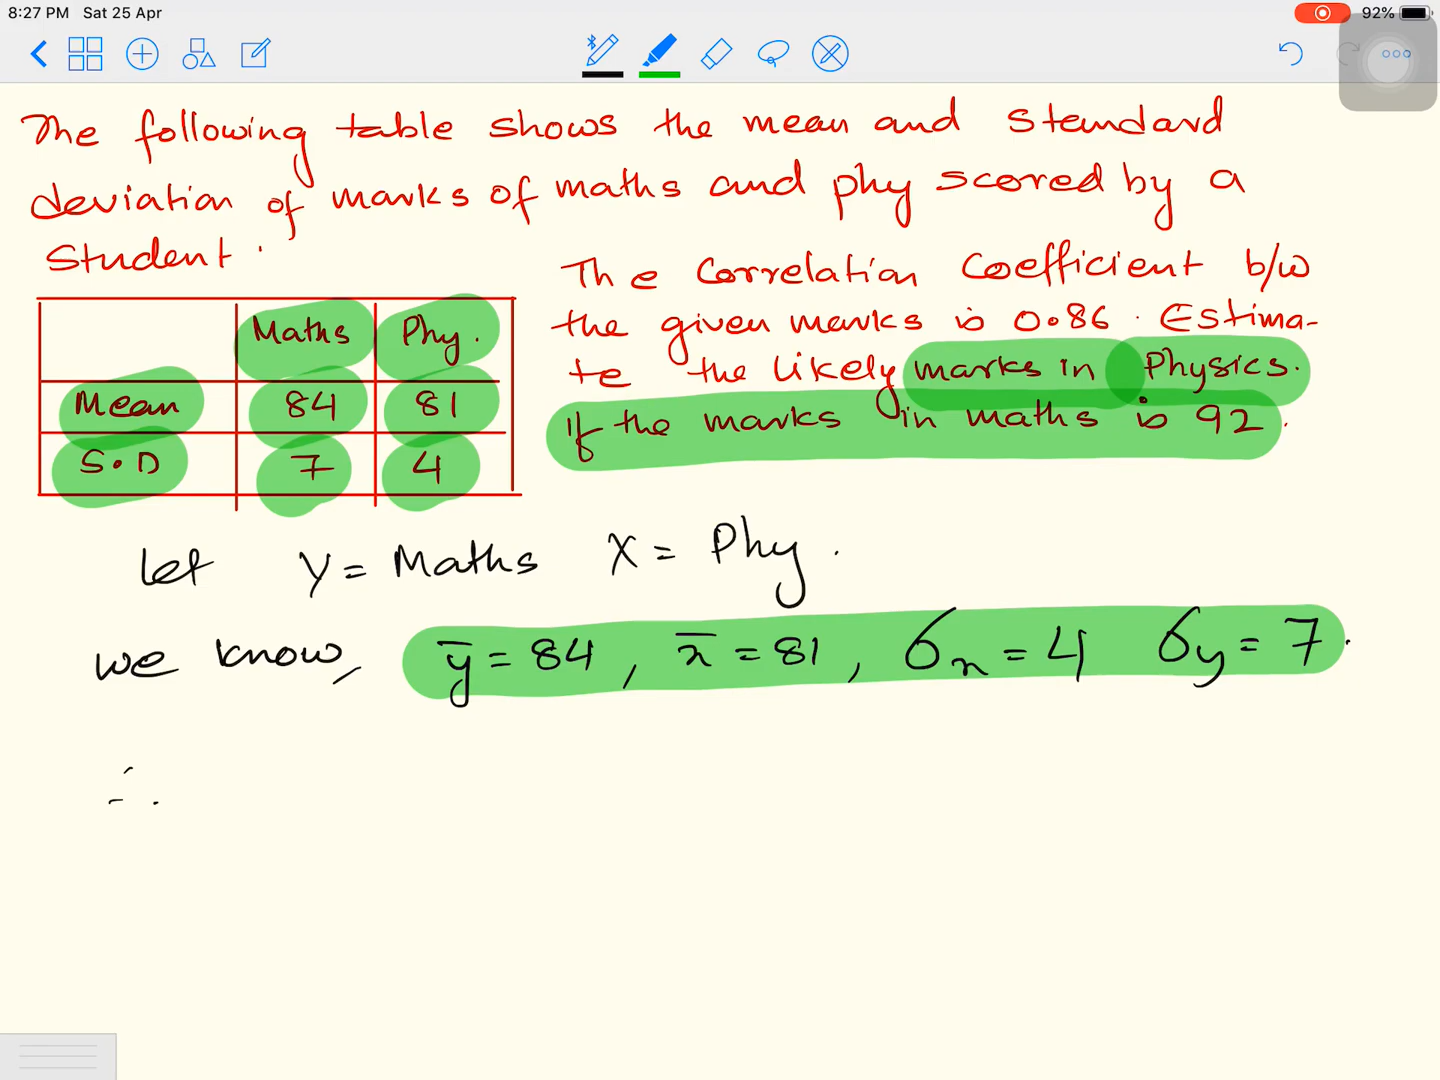 8:27 PM Sat 25 Apr
92%
The following table shows the mean and standard
deviation of marks of maths and phy scored by a
student.
The Correlation Coefficient b/w
the given marks is 0.86. Estima-
te the likely marks in Physics.
If the marks in maths is 92.
Maths Phy.
Mean 84 81
S.D 7 4
let Y = Maths X = Phy.
we know, ȳ = 84, x̄ = 81, σx = 4 σy = 7.
∴